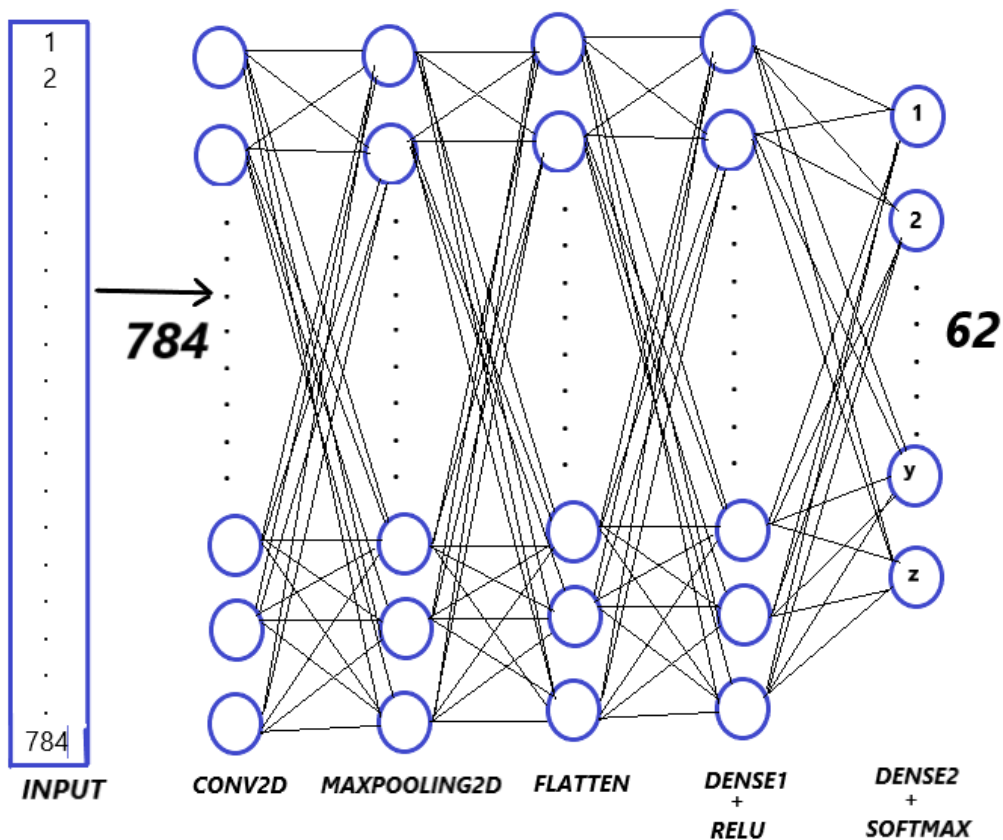 1
2
784
INPUT
784
CONV2D
MAXPOOLING2D
FLATTEN
DENSE1
+
RELU
1
2
62
y
z
DENSE2
+
SOFTMAX